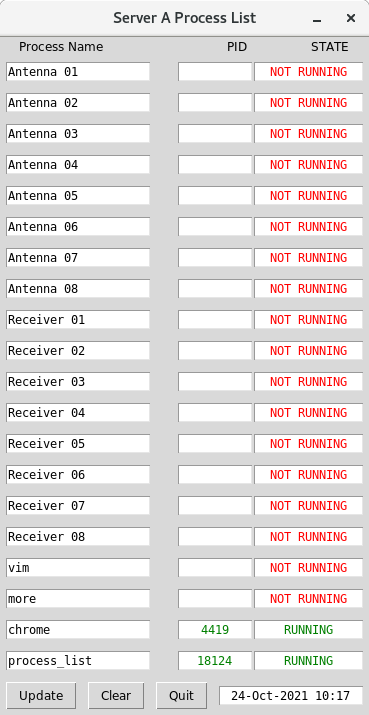 Server A Process List
Process Name PID STATE
Antenna 01 NOT RUNNING
Antenna 02 NOT RUNNING
Antenna 03 NOT RUNNING
Antenna 04 NOT RUNNING
Antenna 05 NOT RUNNING
Antenna 06 NOT RUNNING
Antenna 07 NOT RUNNING
Antenna 08 NOT RUNNING
Receiver 01 NOT RUNNING
Receiver 02 NOT RUNNING
Receiver 03 NOT RUNNING
Receiver 04 NOT RUNNING
Receiver 05 NOT RUNNING
Receiver 06 NOT RUNNING
Receiver 07 NOT RUNNING
Receiver 08 NOT RUNNING
vim NOT RUNNING
more NOT RUNNING
chrome 4419 RUNNING
process_list 18124 RUNNING
Update Clear Quit 24-Oct-2021 10:17